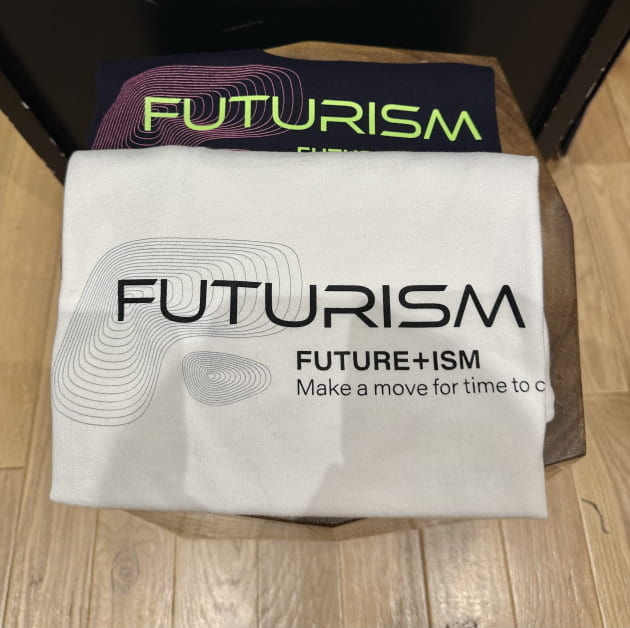 FUTURISM
FUTURISM
FUTURE+ISM
Make a move for time to c